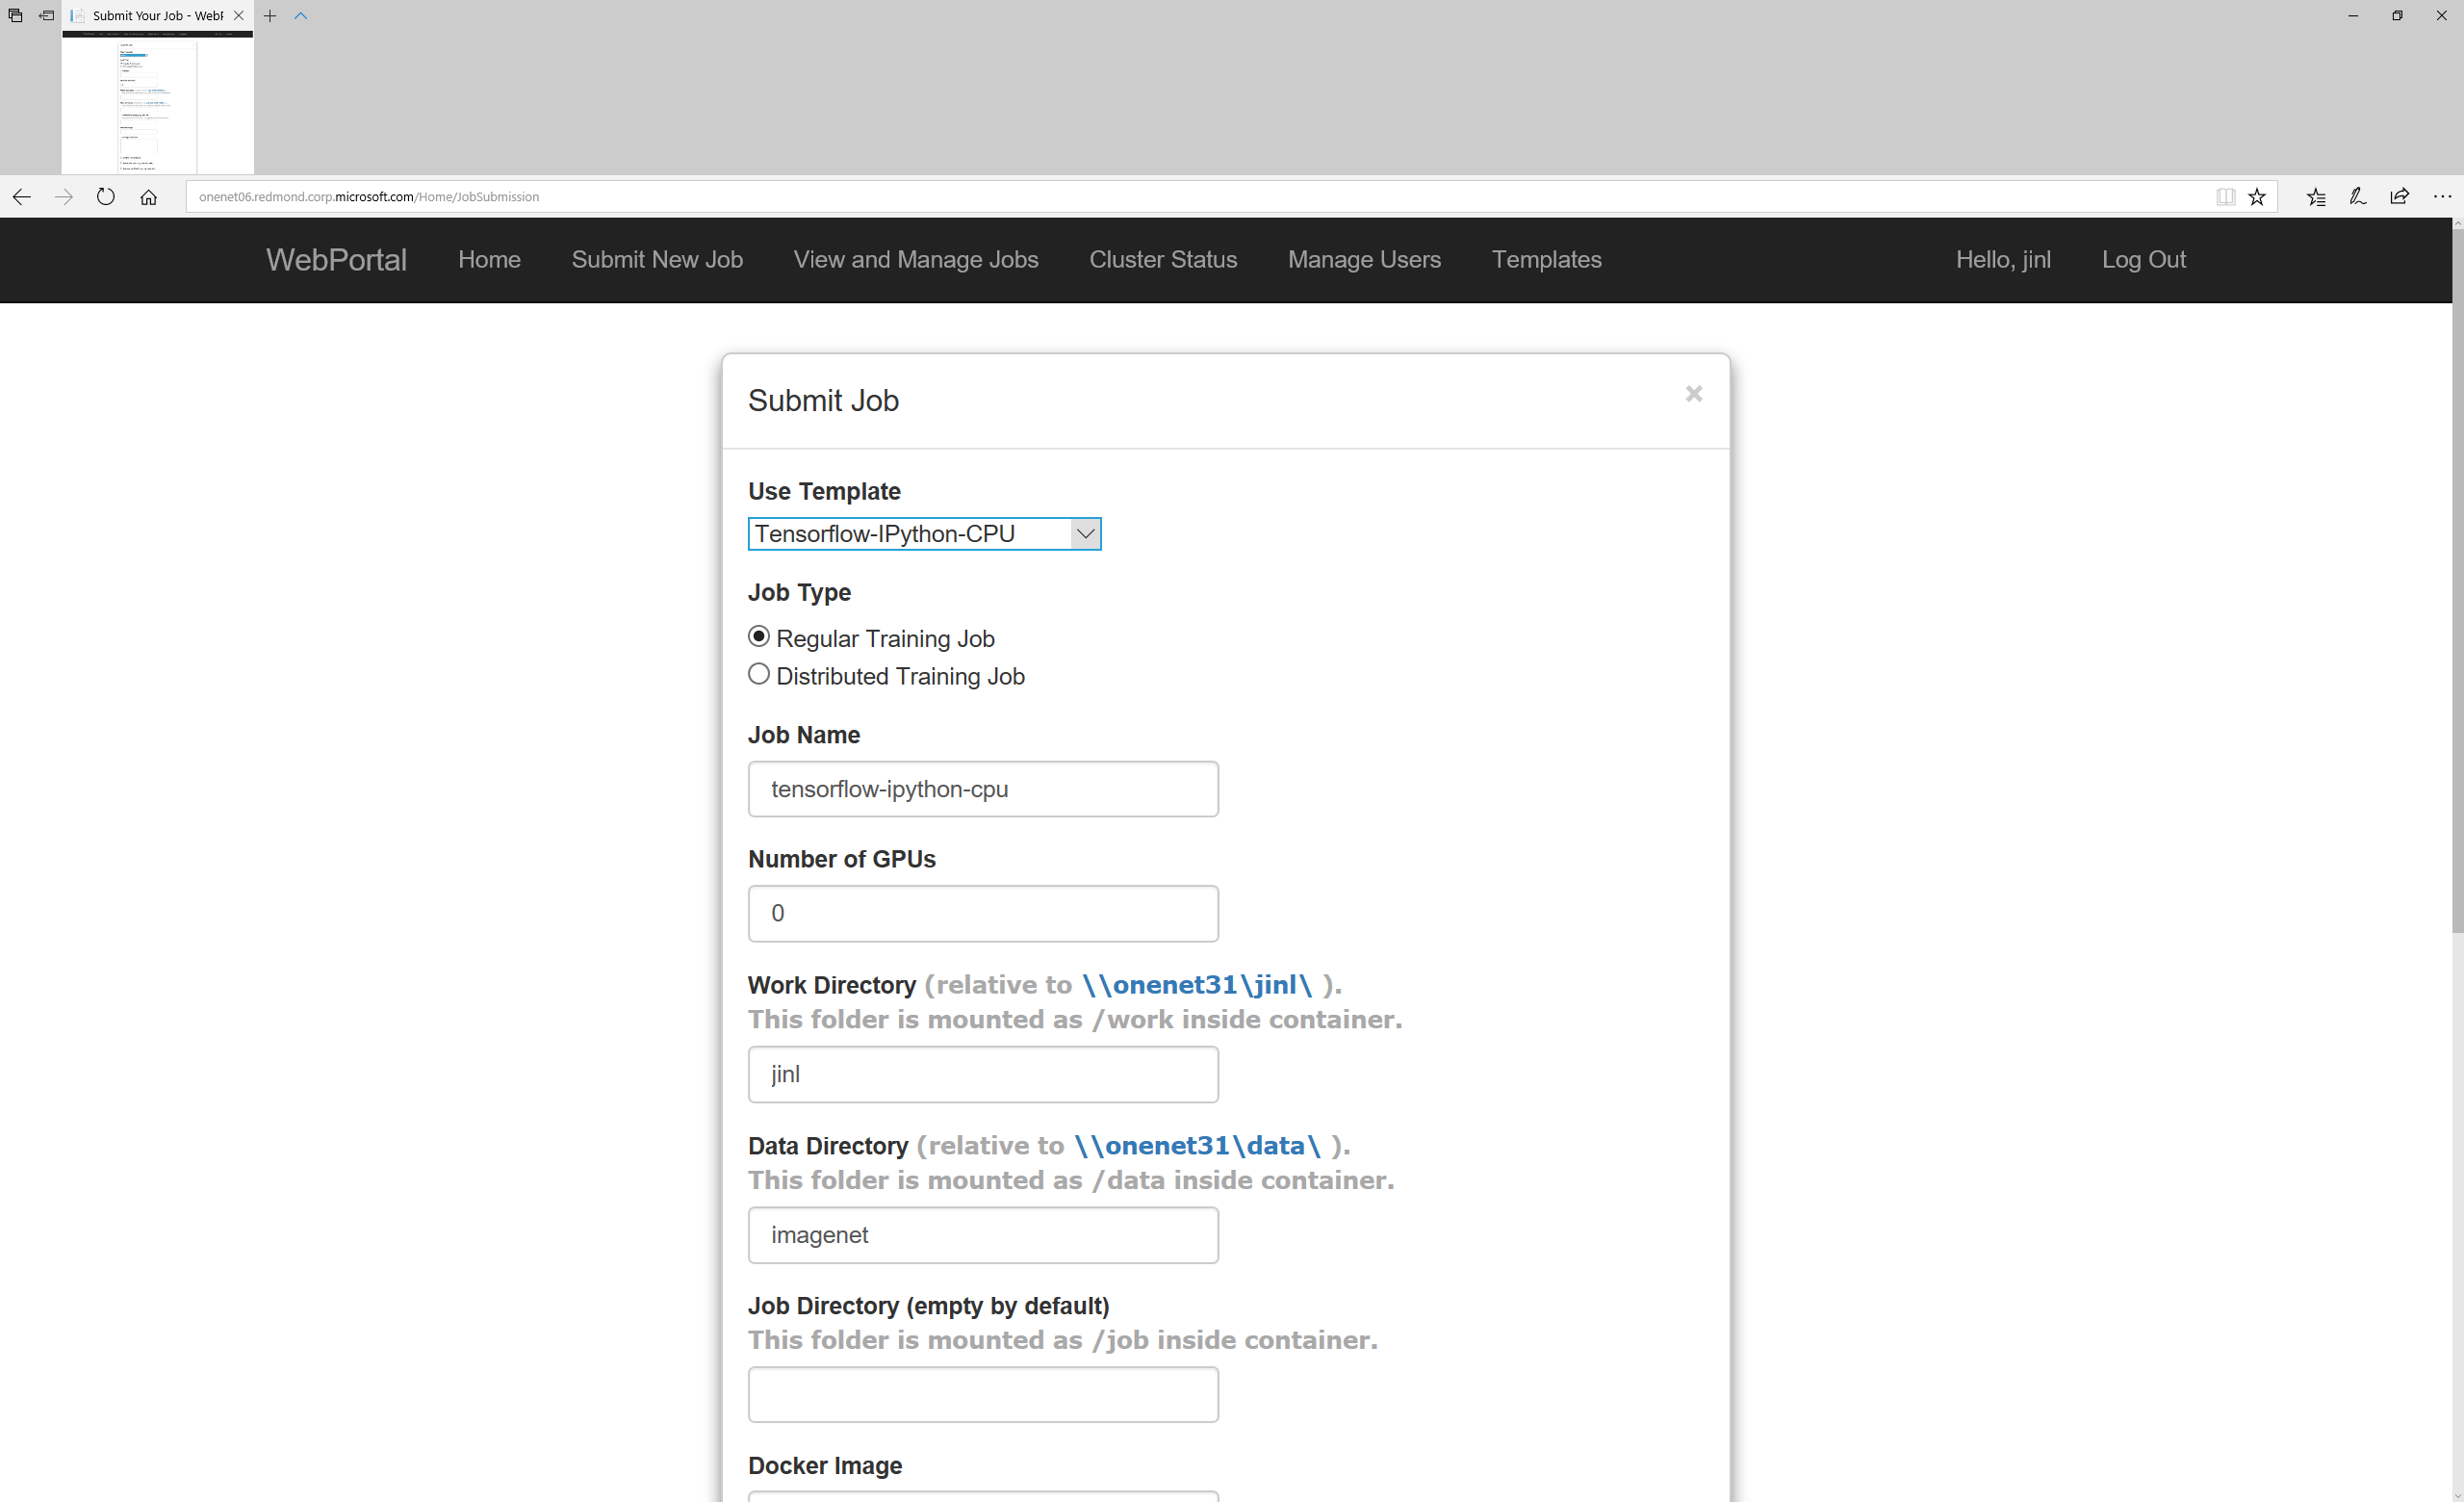 Submit Your Job - WebP
onenet06.redmond.corp.microsoft.com/Home/JobSubmission
WebPortal Home Submit New Job View and Manage Jobs Cluster Status Manage Users Templates Hello, jinl Log Out
Submit Job
Use Template
Tensorflow-IPython-CPU
Job Type
Regular Training Job
Distributed Training Job
Job Name
tensorflow-ipython-cpu
Number of GPUs
0
Work Directory (relative to \\onenet31\jinl\ ).
This folder is mounted as /work inside container.
jinl
Data Directory (relative to \\onenet31\data\ ).
This folder is mounted as /data inside container.
imagenet
Job Directory (empty by default)
This folder is mounted as /job inside container.
Docker Image